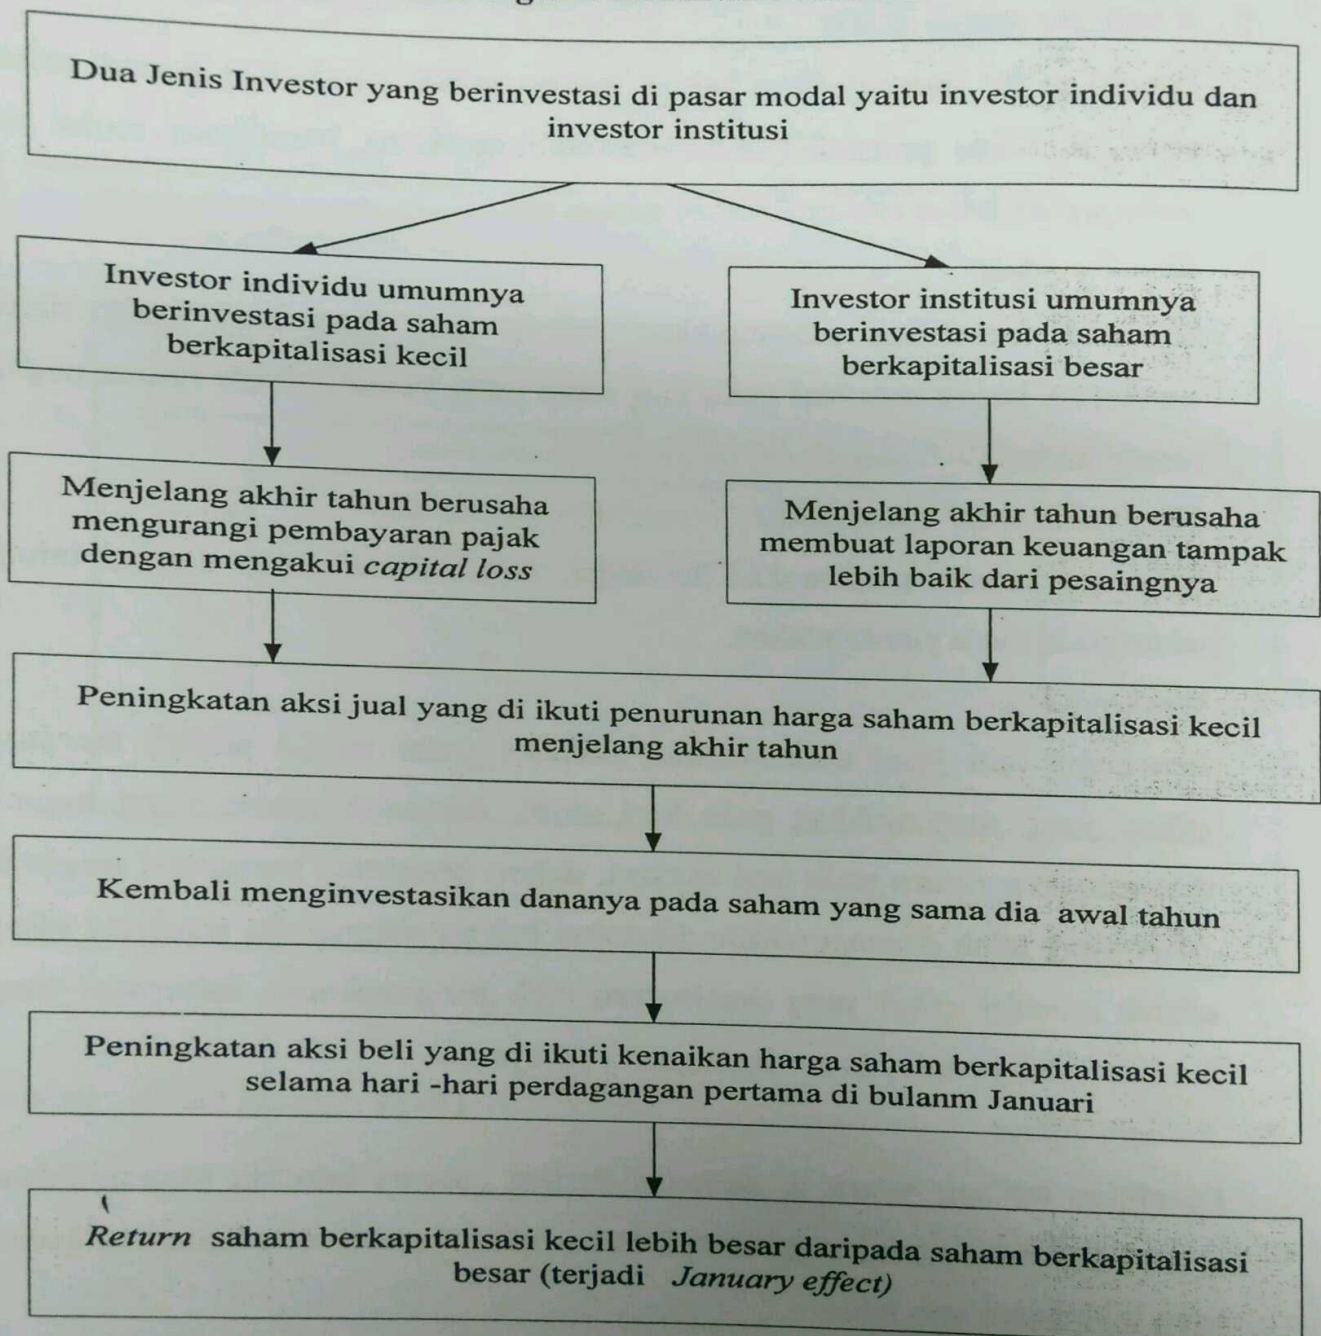 Dua Jenis Investor yang berinvestasi di pasar modal yaitu investor individu dan
investor institusi
Investor individu umumnya
berinvestasi pada saham
berkapitalisasi kecil
Investor institusi umumnya
berinvestasi pada saham
berkapitalisasi besar
Menjelang akhir tahun berusaha
mengurangi pembayaran pajak
dengan mengakui capital loss
Menjelang akhir tahun berusaha
membuat laporan keuangan tampak
lebih baik dari pesaingnya
Peningkatan aksi jual yang di ikuti penurunan harga saham berkapitalisasi kecil
menjelang akhir tahun
Kembali menginvestasikan dananya pada saham yang sama dia awal tahun
Peningkatan aksi beli yang di ikuti kenaikan harga saham berkapitalisasi kecil
selama hari -hari perdagangan pertama di bulanm Januari
Return saham berkapitalisasi kecil lebih besar daripada saham berkapitalisasi
besar (terjadi January effect)